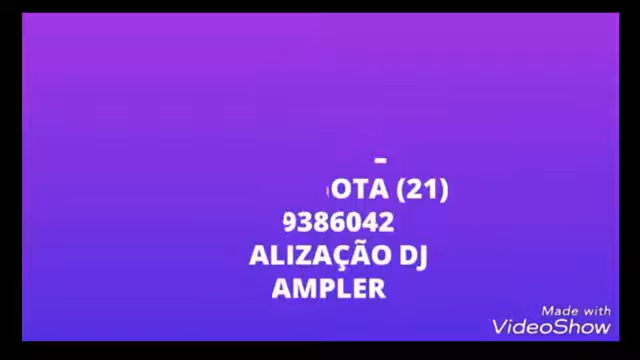 -
OTA (21)
9386042
ALIZAÇÃO DJ
AMPLER
Made with
VideoShow